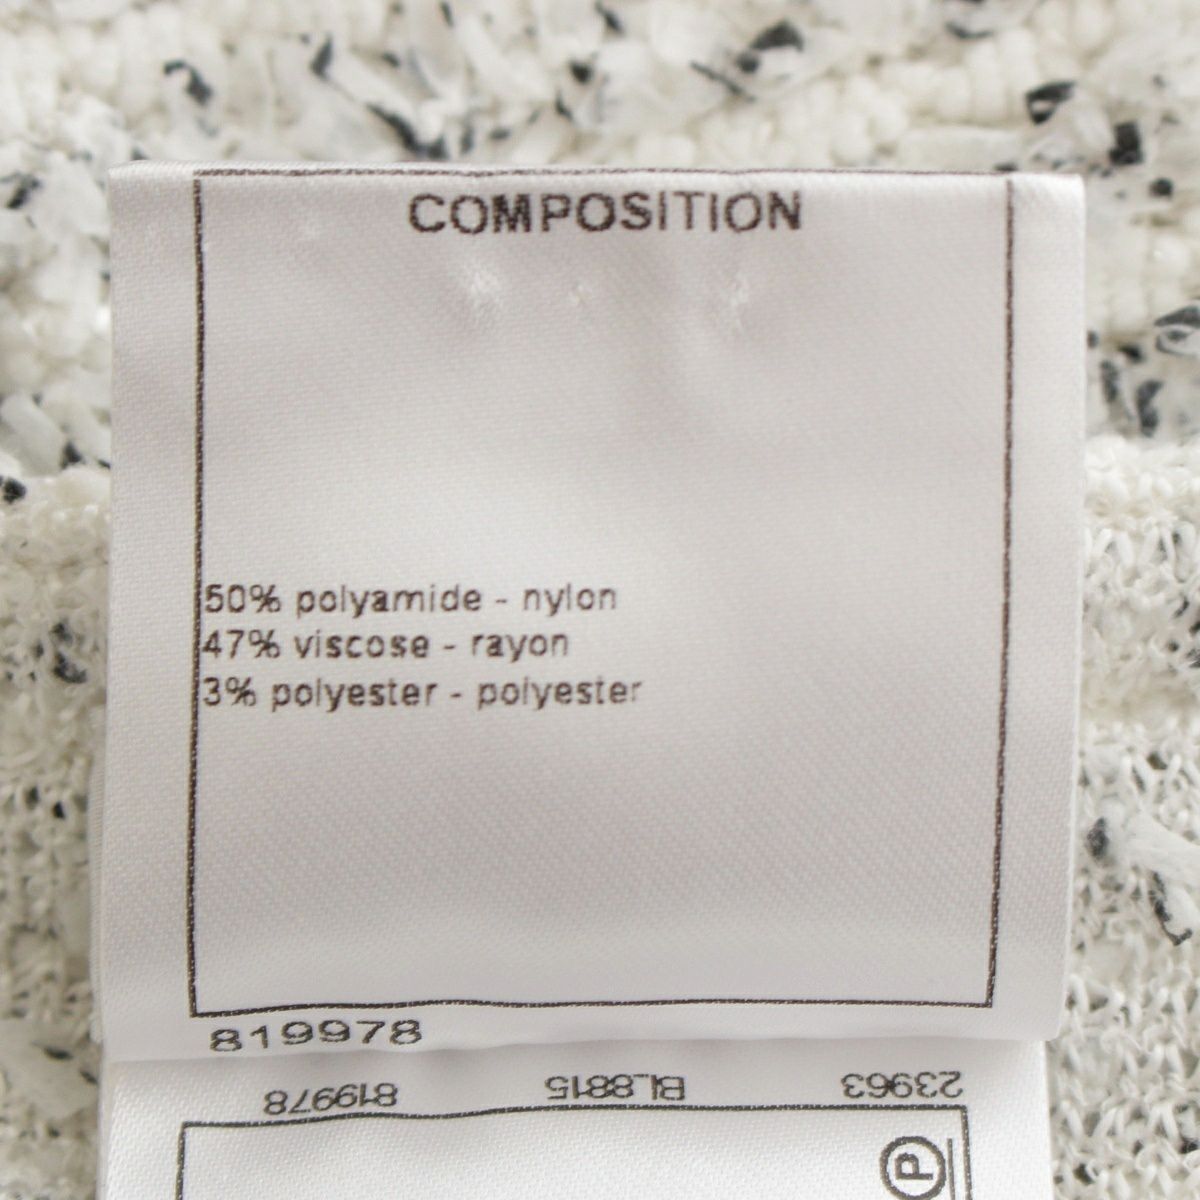 COMPOSITION
50% polyamide - nylon
47% viscose - rayon
3% polyester - polyester
819978
23963 BL8815 819978
P